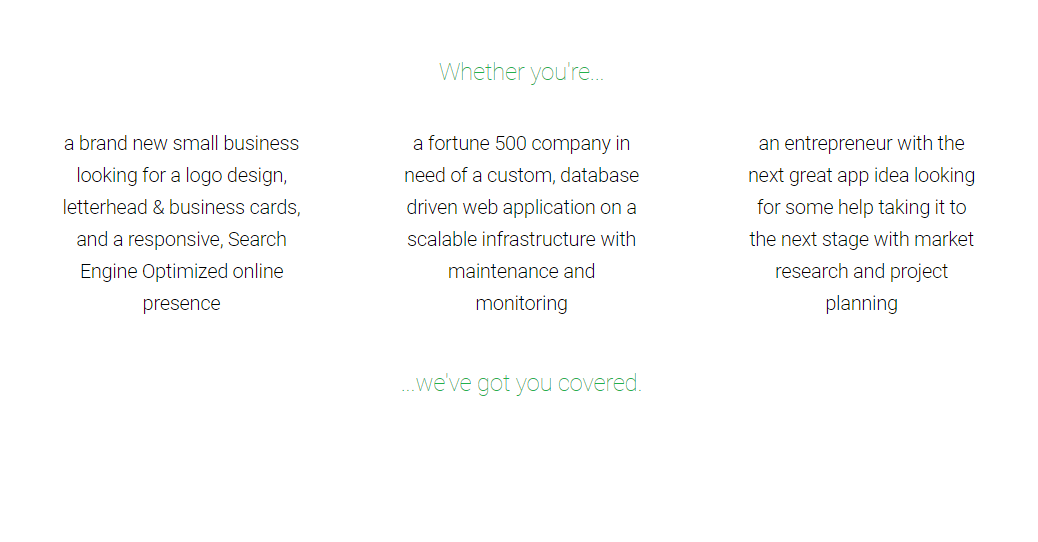 Whether you're...
a brand new small business
looking for a logo design,
letterhead & business cards,
and a responsive, Search
Engine Optimized online
presence
a fortune 500 company in
need of a custom, database
driven web application on a
scalable infrastructure with
maintenance and
monitoring
an entrepreneur with the
next great app idea looking
for some help taking it to
the next stage with market
research and project
planning
...we've got you covered.